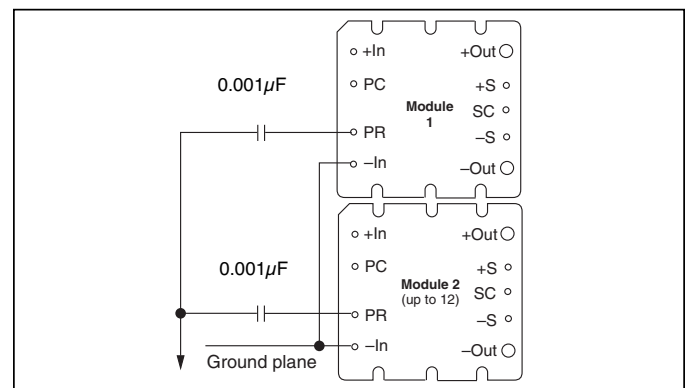 +In +Out
0.001µF PC +S
Module
1
SC
PR –S
–In –Out
+In +Out
0.001µF PC +S
Module 2
(up to 12)
SC
PR –S
–In –Out
Ground plane